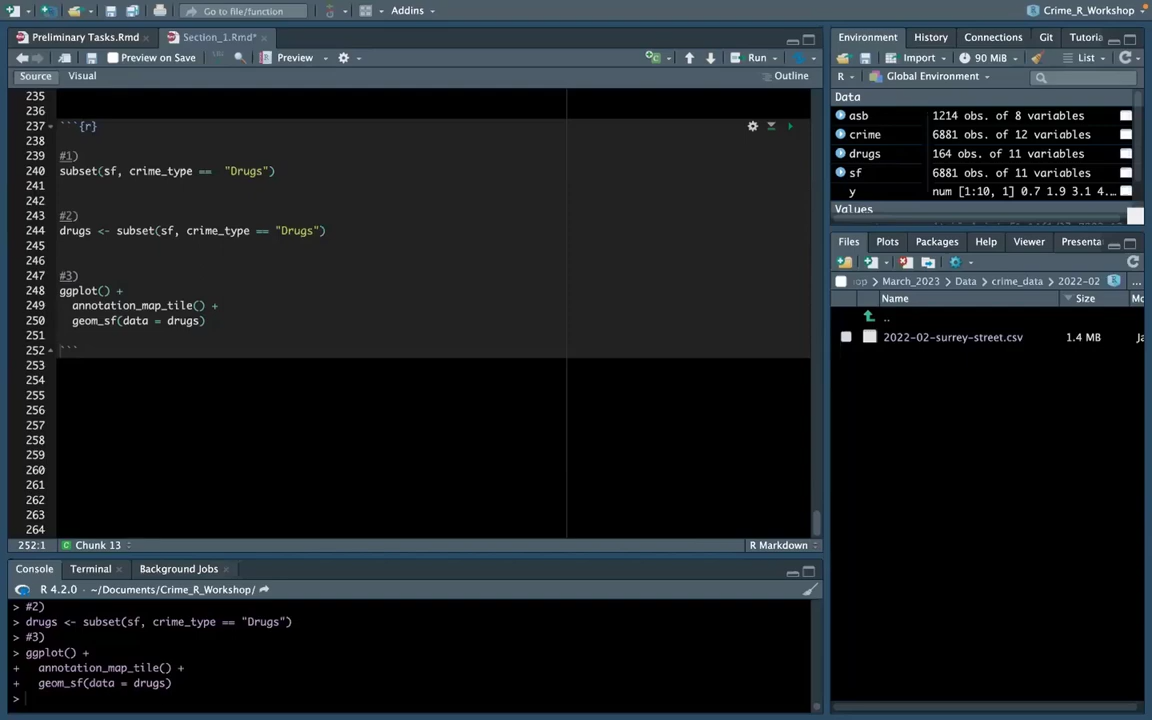 Go to file/function
Addins
Crime_R_Workshop
Preliminary Tasks.Rmd
Section_1.Rmd*
Preview on Save
Preview
Run
Source
Visual
Outline
235
236
237 ```{r}
238
239 #1)
240 subset(sf, crime_type ==  "Drugs")
241
242
243 #2)
244 drugs <- subset(sf, crime_type == "Drugs")
245
246
247 #3)
248 ggplot() +
249   annotation_map_tile() +
250   geom_sf(data = drugs)
251
252 ```
253
254
255
256
257
258
259
260
261
262
263
264
252:1
Chunk 13
R Markdown
Console
Terminal
Background Jobs
R 4.2.0 · ~/Documents/Crime_R_Workshop/
> #2)
> drugs <- subset(sf, crime_type == "Drugs")
> #3)
> ggplot() +
+   annotation_map_tile() +
+   geom_sf(data = drugs)
>
Environment
History
Connections
Git
Tutoria
Import
90 MiB
List
R
Global Environment
Data
asb 1214 obs. of 8 variables
crime 6881 obs. of 12 variables
drugs 164 obs. of 11 variables
sf 6881 obs. of 11 variables
y num [1:10, 1] 0.7 1.9 3.1 4...
Values
Files
Plots
Packages
Help
Viewer
Presenta
op
March_2023
Data
crime_data
2022-02
...
Name
Size
Mo
..
2022-02-surrey-street.csv
1.4 MB
Ja